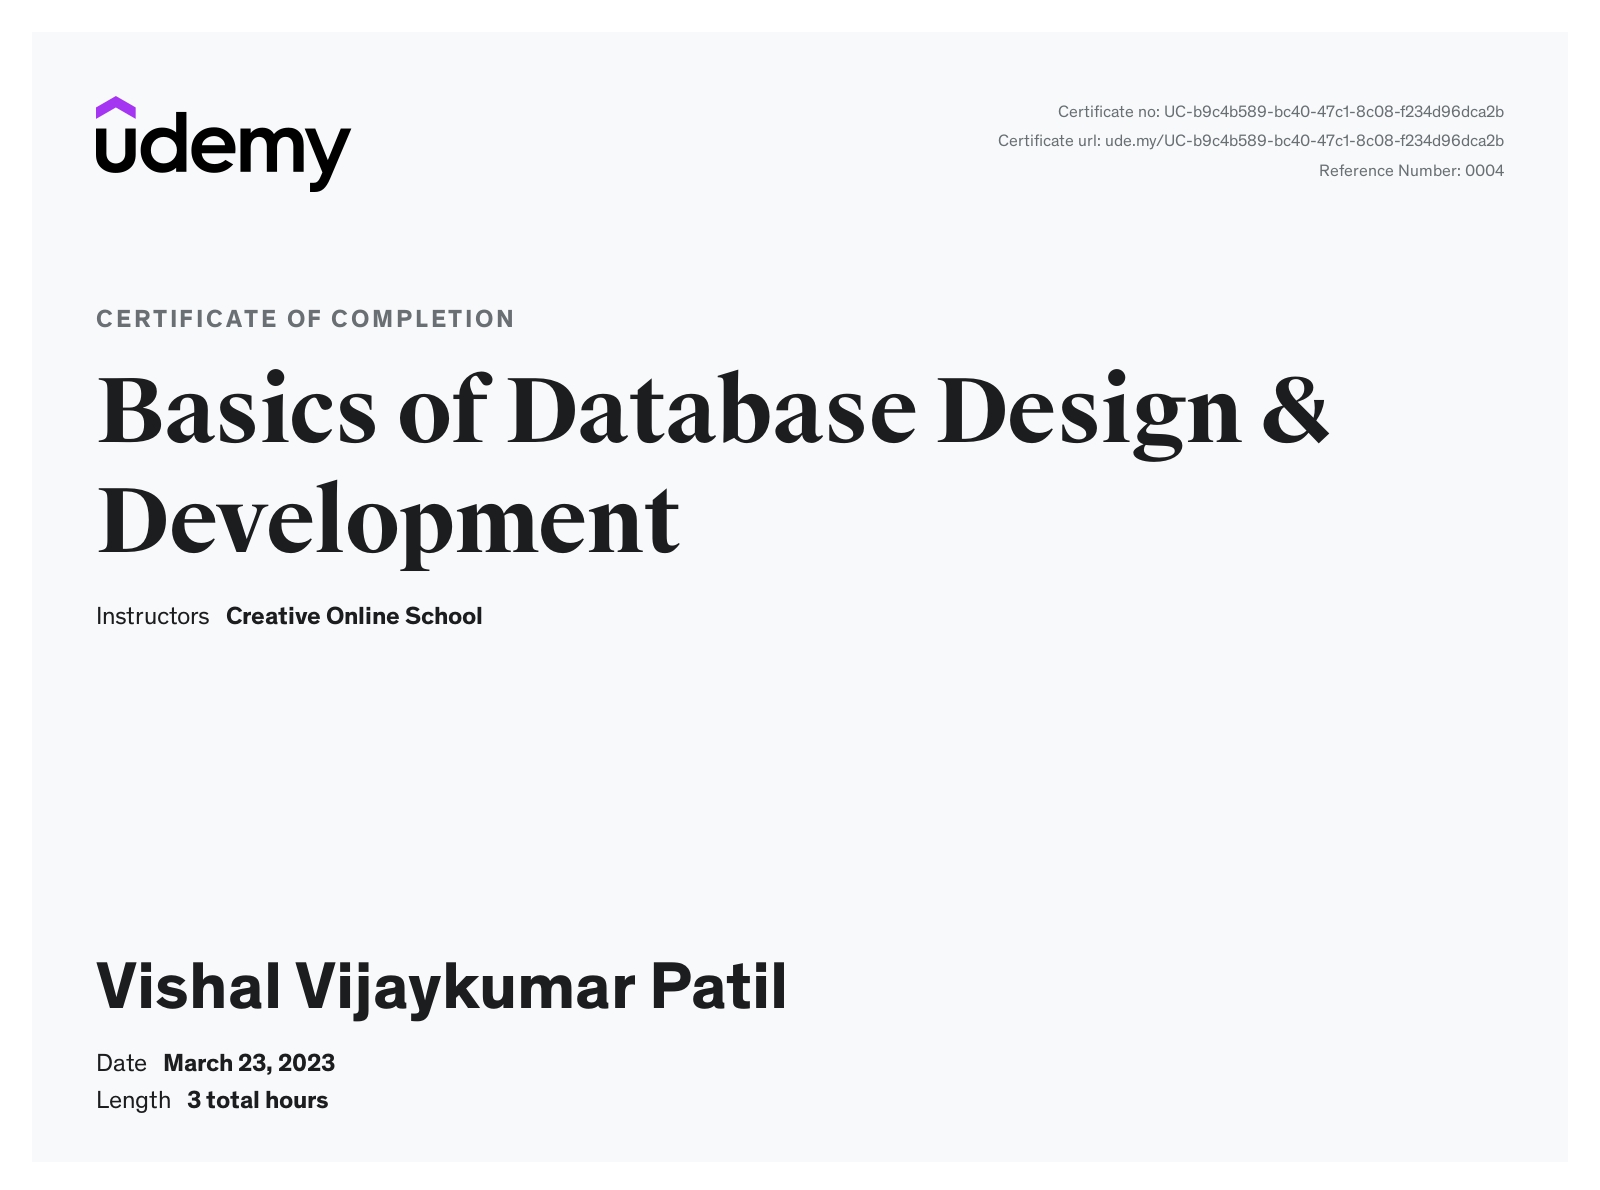 udemy
Certificate no: UC-b9c4b589-bc40-47c1-8c08-f234d96dca2b
Certificate url: ude.my/UC-b9c4b589-bc40-47c1-8c08-f234d96dca2b
Reference Number: 0004
CERTIFICATE OF COMPLETION
Basics of Database Design &
Development
Instructors Creative Online School
Vishal Vijaykumar Patil
Date March 23, 2023
Length 3 total hours